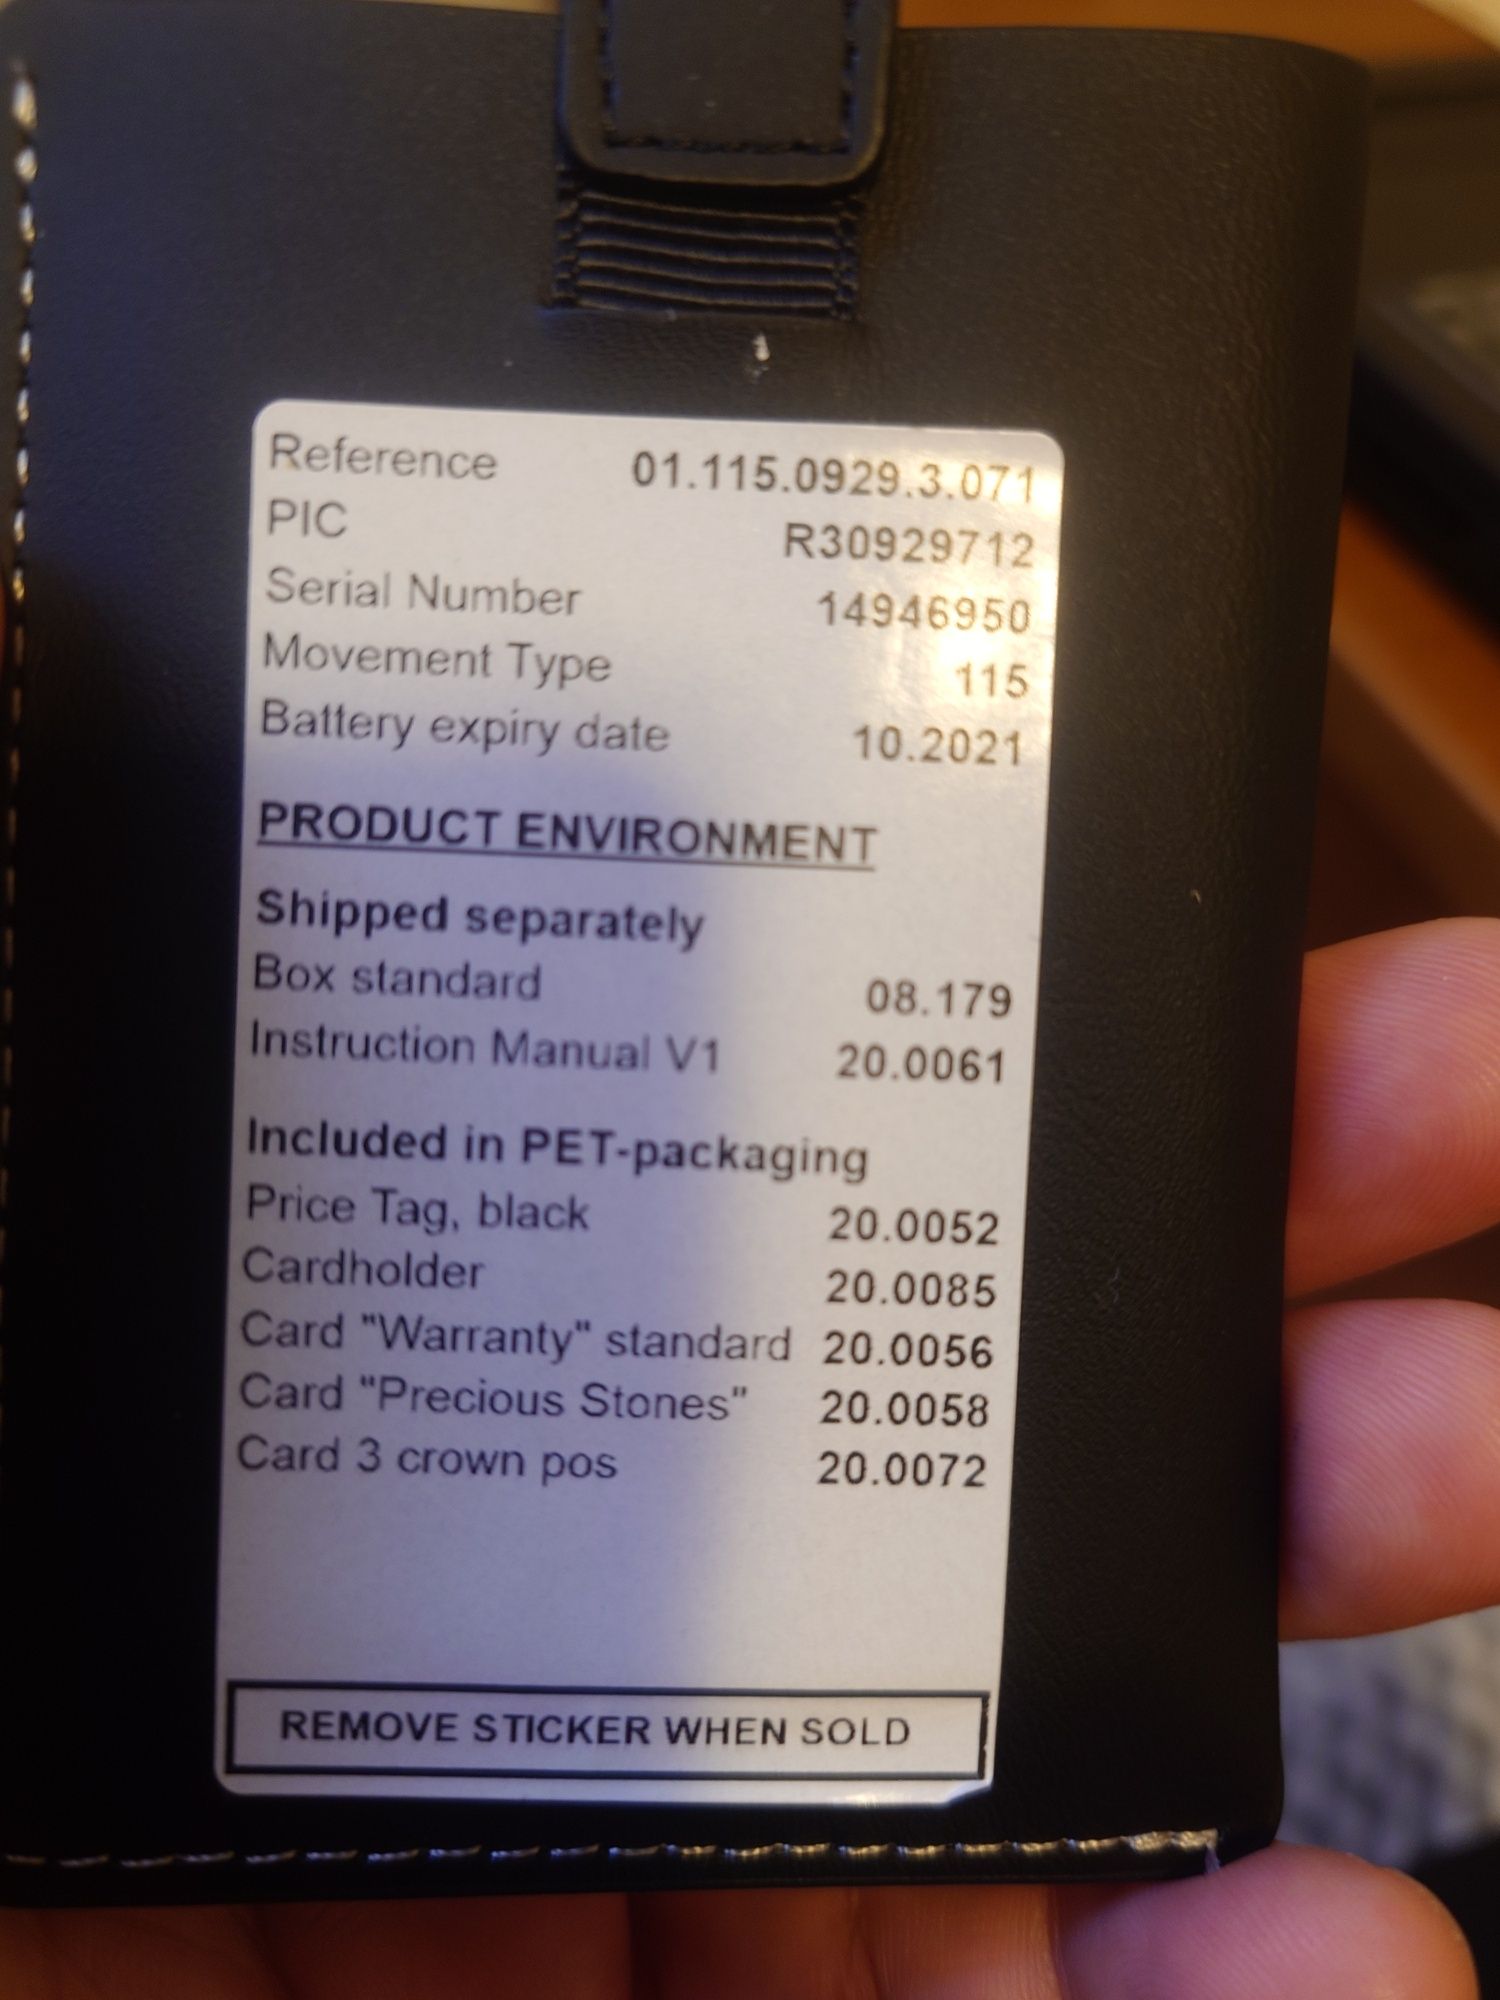 Reference 01.115.0929.3.071
PIC R30929712
Serial Number 14946950
Movement Type 115
Battery expiry date 10.2021
PRODUCT ENVIRONMENT
Shipped separately
Box standard 08.179
Instruction Manual V1 20.0061
Included in PET-packaging
Price Tag, black 20.0052
Cardholder 20.0085
Card "Warranty" standard 20.0056
Card "Precious Stones" 20.0058
Card 3 crown pos 20.0072
REMOVE STICKER WHEN SOLD